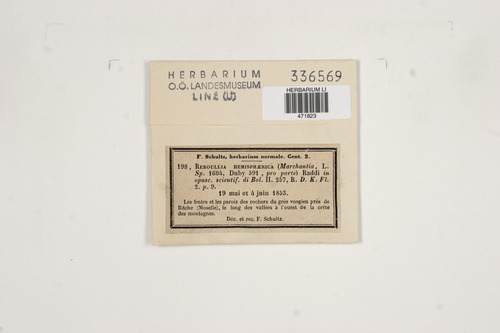 HERBARIUM
O.Ö. LANDESMUSEUM
LINZ (LI)
336569
HERBARIUM LI
471823
F. Schultz, herbarium normale. Cent. 2.
198, REBOULLIA HEMISPHÆRICA (Marchantia, L.
Sp. 1604, Duby 591, pro parte) Raddi in
opusc. scientif. di Bol. II. 257, R. D. K. Fl.
2. p. 9.
19 mai et 4 juin 1853.
Les fentes et les parois des rochers du grès vosgien près de
Bitche (Moselle), le long des vallées à l'ouest de la crête
des montagnes.
Déc. et rec. F. Schultz.